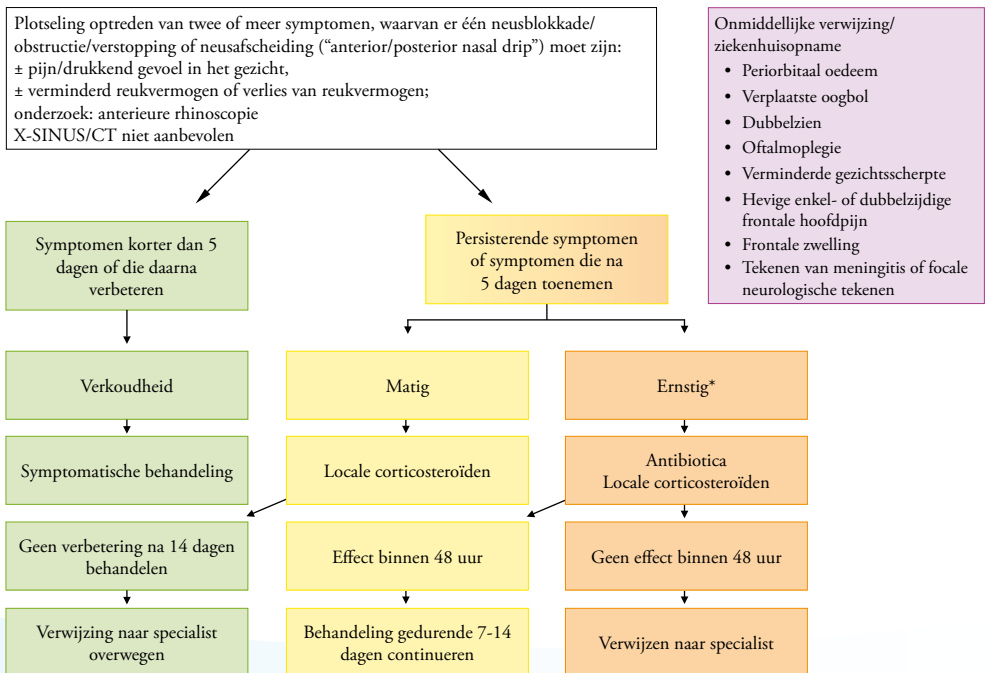 Plotseling optreden van twee of meer symptomen, waarvan er één neusblokkade/
obstructie/verstopping of neusafscheiding (“anterior/posterior nasal drip”) moet zijn:
± pijn/drukkend gevoel in het gezicht,
± verminderd reukvermogen of verlies van reukvermogen;
onderzoek: anterieure rhinoscopie
X-SINUS/CT niet aanbevolen
Onmiddellijke verwijzing/
ziekenhuisopname
• Periorbitaal oedeem
• Verplaatste oogbol
• Dubbelzien
• Oftalmoplegie
• Verminderde gezichtsscherpte
• Hevige enkel- of dubbelzijdige
frontale hoofdpijn
• Frontale zwelling
• Tekenen van meningitis of focale
neurologische tekenen
Symptomen korter dan 5
dagen of die daarna
verbeteren
Persisterende symptomen
of symptomen die na
5 dagen toenemen
Verkoudheid
Matig
Ernstig*
Symptomatische behandeling
Locale corticosteroïden
Antibiotica
Locale corticosteroïden
Geen verbetering na 14 dagen
behandelen
Effect binnen 48 uur
Geen effect binnen 48 uur
Verwijzing naar specialist
overwegen
Behandeling gedurende 7-14
dagen continueren
Verwijzen naar specialist